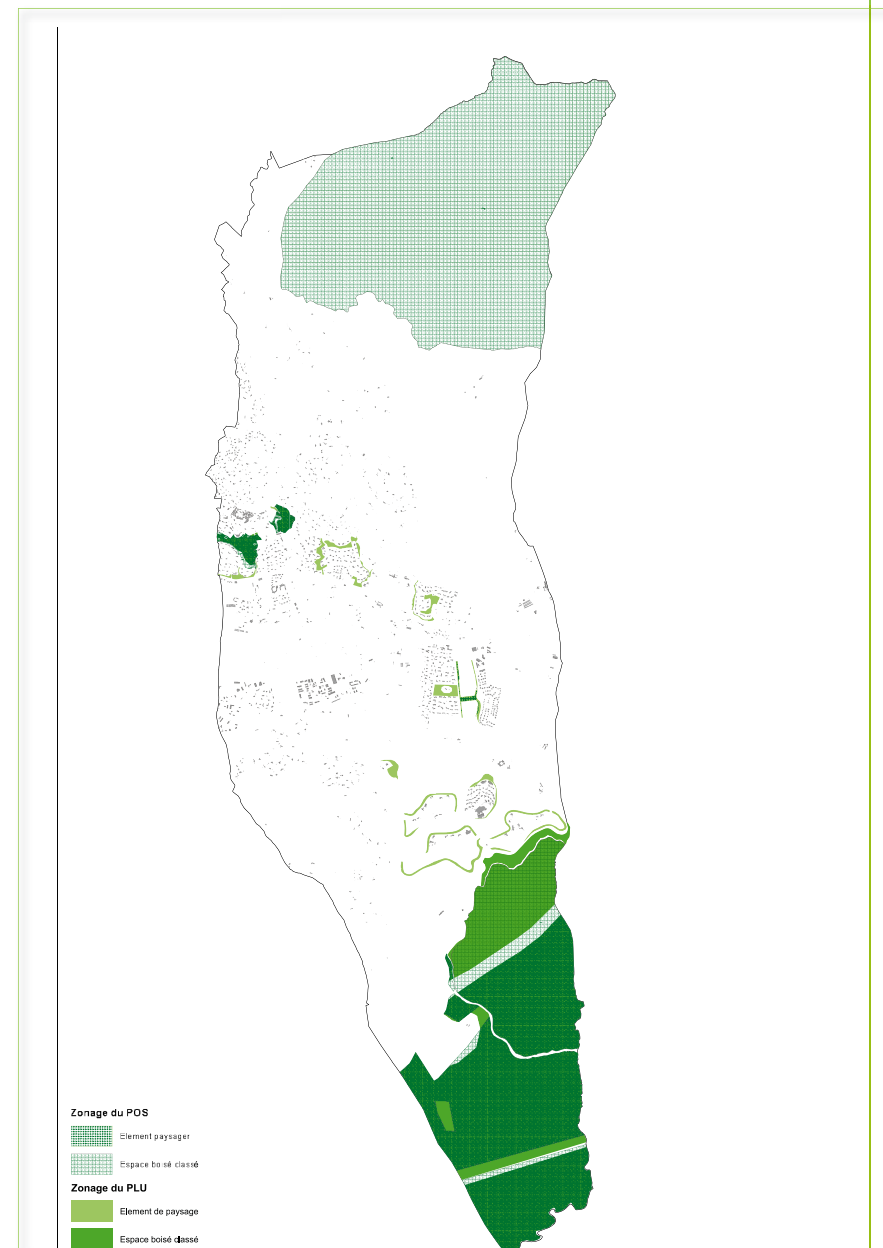 Zonage du POS
Element paysager
Espace boisé classé
Zonage du PLU
Element de paysage
Espace boisé classé